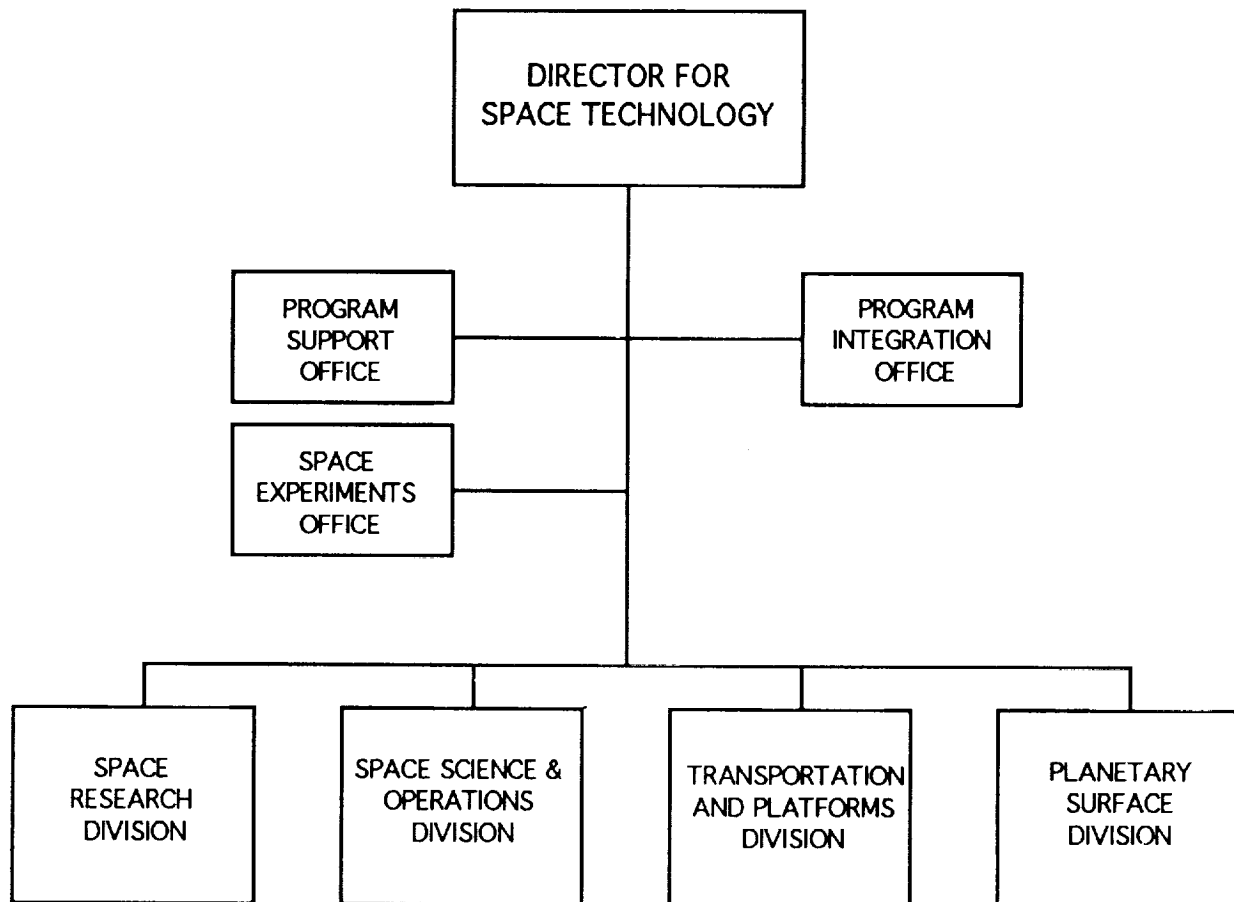 DIRECTOR FOR
SPACE TECHNOLOGY
PROGRAM
SUPPORT
OFFICE
PROGRAM
INTEGRATION
OFFICE
SPACE
EXPERIMENTS
OFFICE
SPACE
RESEARCH
DIVISION
SPACE SCIENCE &
OPERATIONS
DIVISION
TRANSPORTATION
AND PLATFORMS
DIVISION
PLANETARY
SURFACE
DIVISION